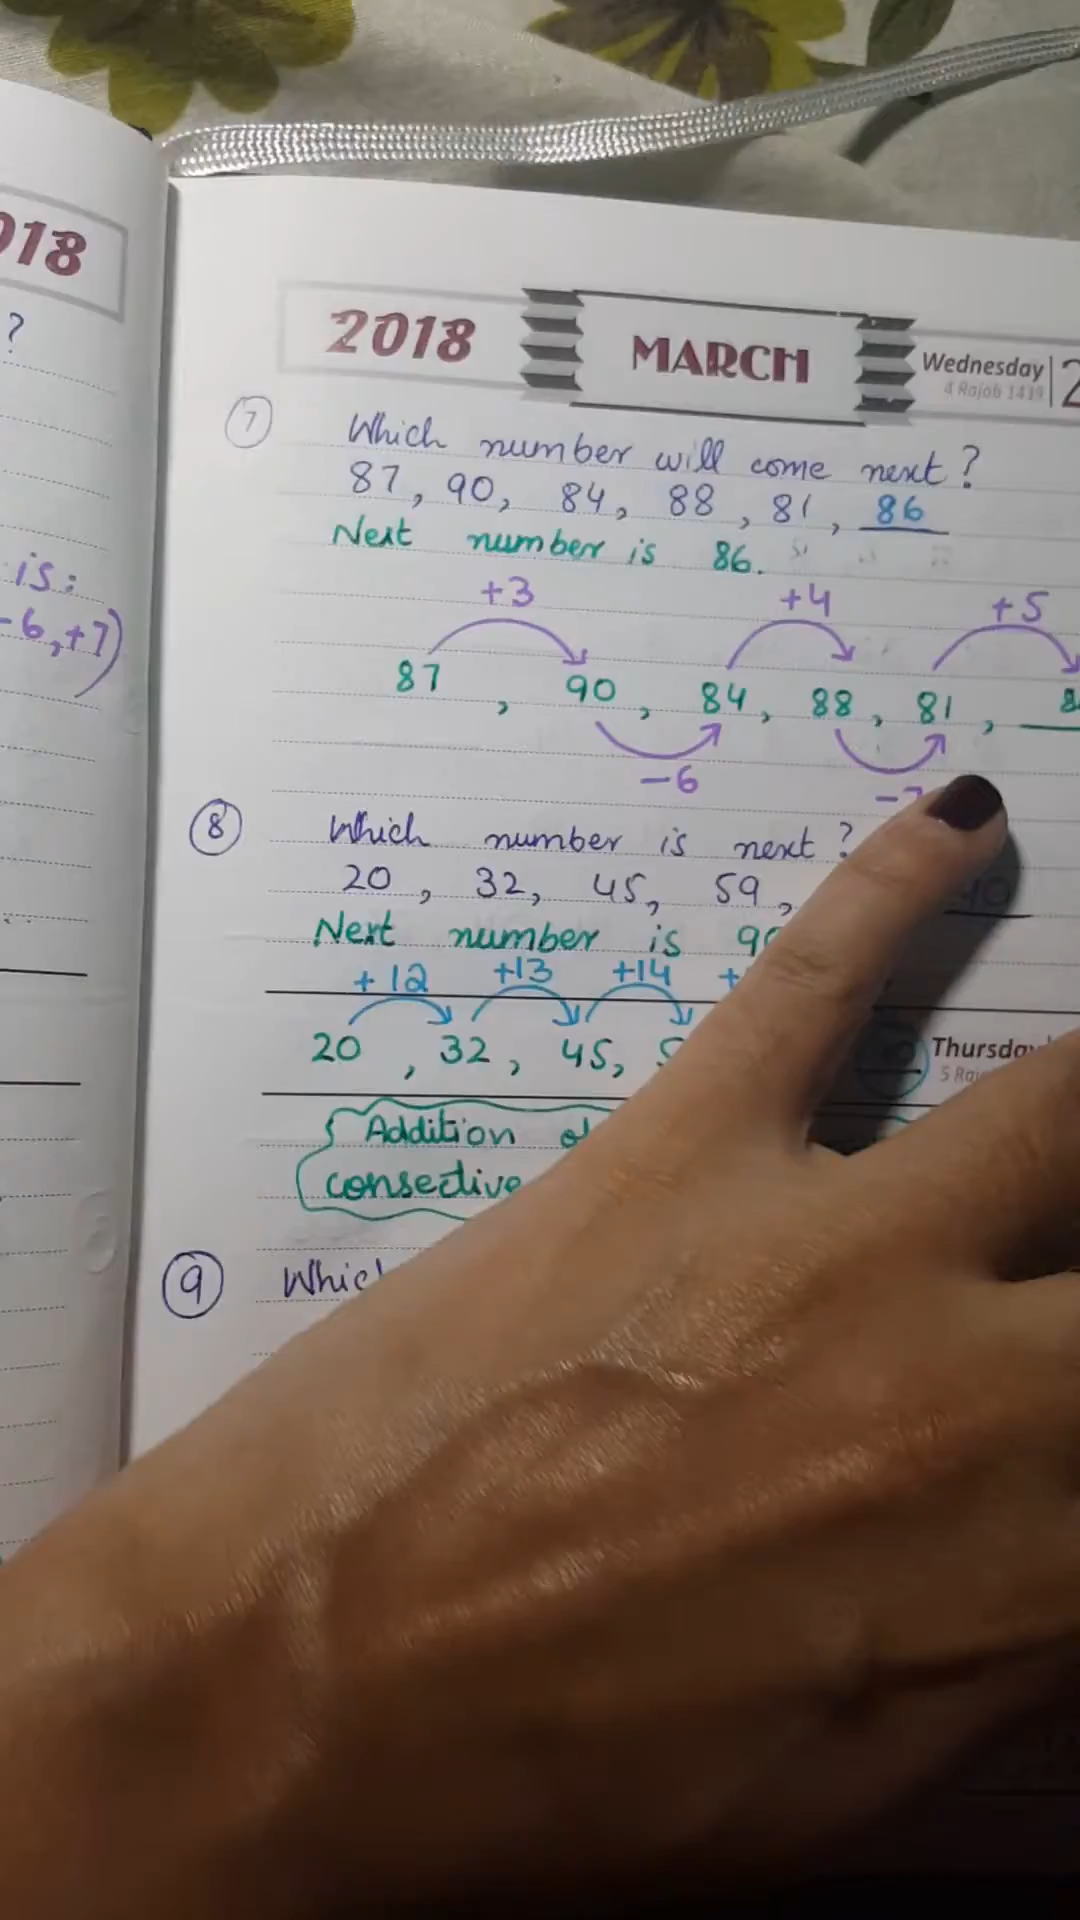 018
?
is:
-6,+7)
2018 MARCH Wednesday
4 Rajab 1439
7 Which number will come next?
87, 90, 84, 88, 81, 86
Next number is 86.
+3 +4 +5
87, 90, 84, 88, 81,
-6
8 Which number is next?
20, 32, 45, 59,
Next number is
+12 +13 +14
20, 32, 45,
Thursday
Addition
consective
9